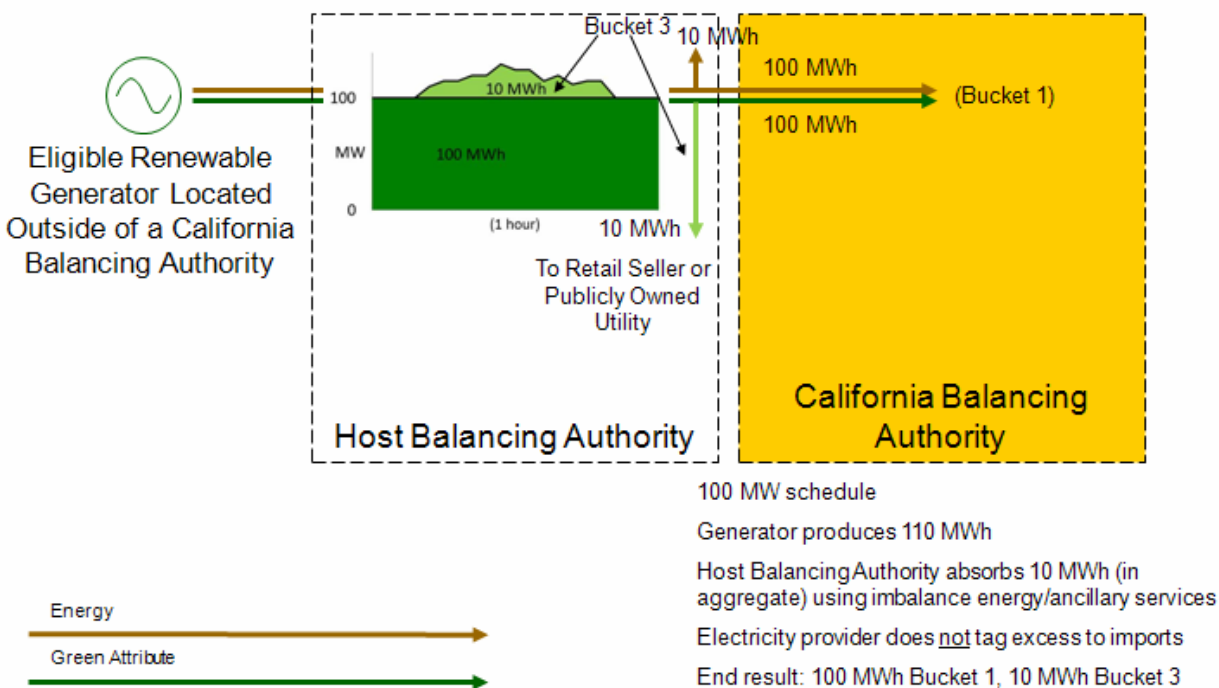 Bucket 3
10 MWh
100 MWh
(Bucket 1)
100 MWh
Eligible Renewable
Generator Located
Outside of a California
Balancing Authority
100
MW
0
10 MWh
100 MWh
(1 hour)
10 MWh
To Retail Seller or
Publicly Owned
Utility
Host Balancing Authority
California Balancing
Authority
100 MW schedule
Generator produces 110 MWh
Host Balancing Authority absorbs 10 MWh (in
aggregate) using imbalance energy/ancillary services
Electricity provider does not tag excess to imports
End result: 100 MWh Bucket 1, 10 MWh Bucket 3
Energy
Green Attribute